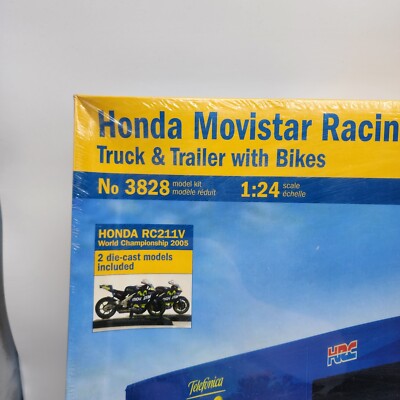 Honda Movistar Racin
Truck & Trailer with Bikes
No 3828 model kit
modèle réduit
1:24 scale
échelle
HONDA RC211V
World Championship 2005
2 die-cast models
included
HRC
Telefónica